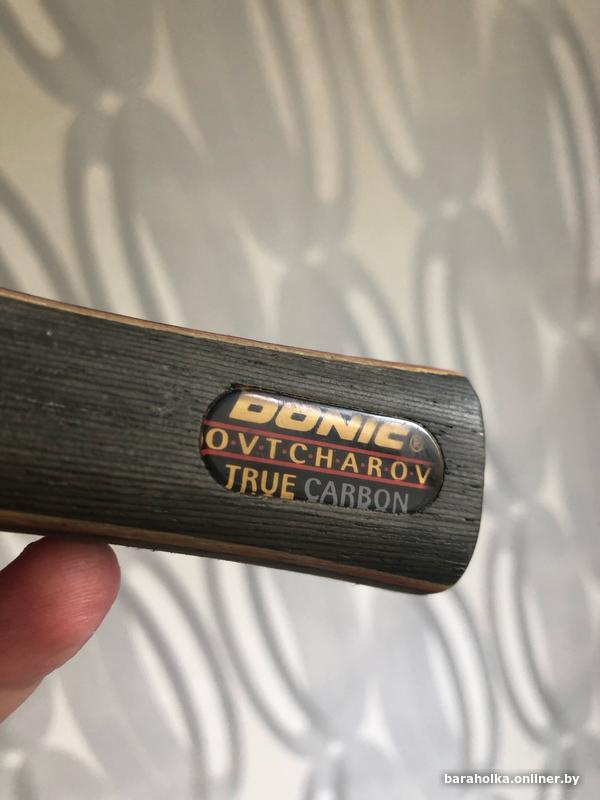 DONIC®
OVTCHAROV
TRUE CARBON
baraholka.onliner.by